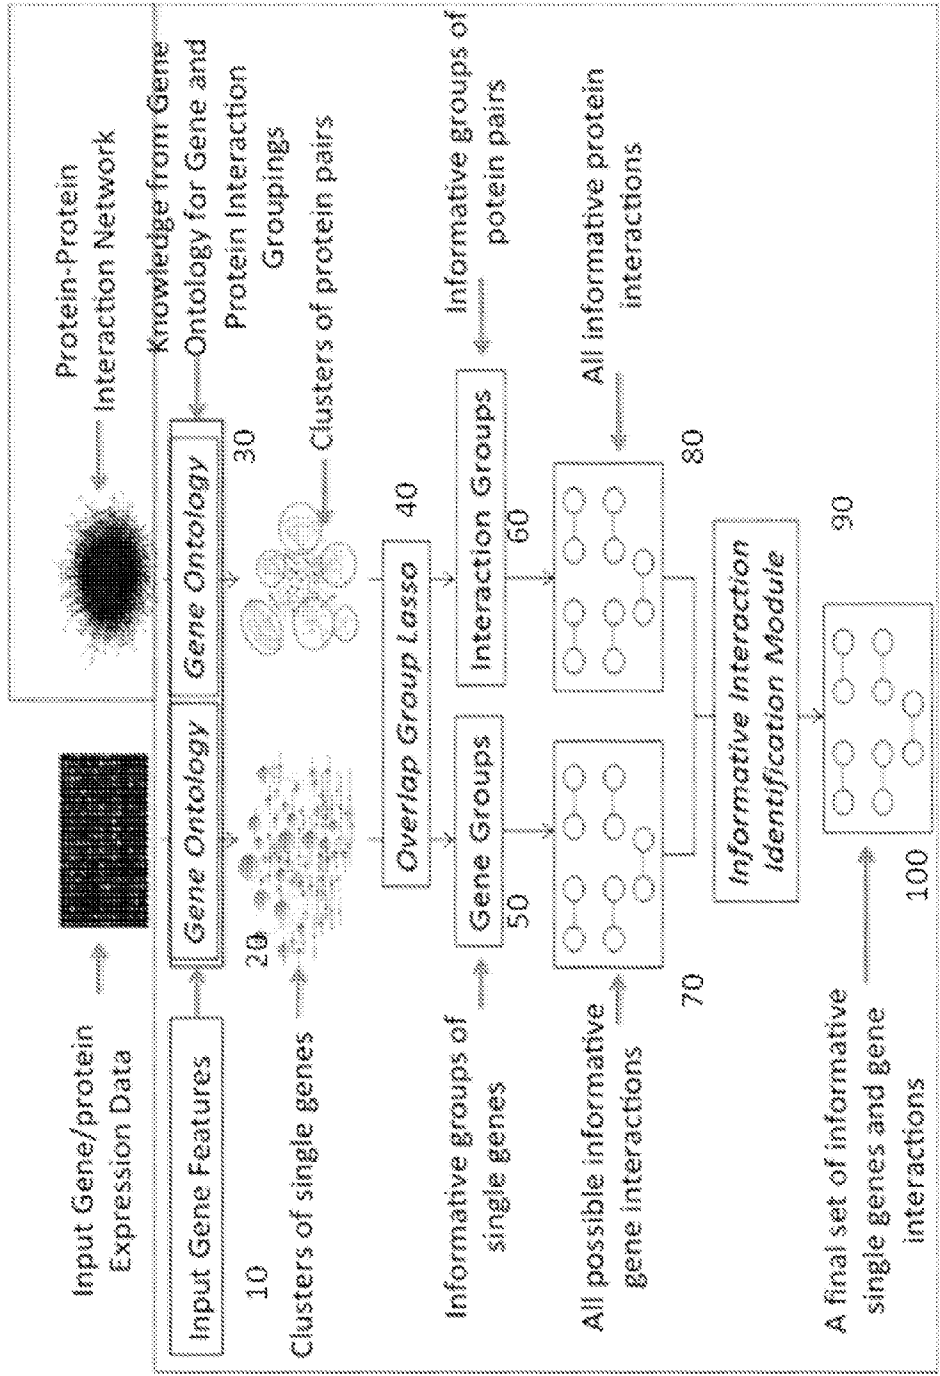 Input Gene/protein
Expression Data
Protein-Protein
Interaction Network
Input Gene Features
10
Gene Ontology
20
Gene Ontology
30
Knowledge from Gene
Ontology for Gene and
Protein Interaction
Groupings
Clusters of single genes
Clusters of protein pairs
Overlap Group Lasso
40
Informative groups of
single genes
Gene Groups
50
Interaction Groups
60
Informative groups of
potein pairs
All possible informative
gene interactions
70
All informative protein
interactions
80
Informative Interaction
Identification Module
90
A final set of informative
single genes and gene
interactions
100